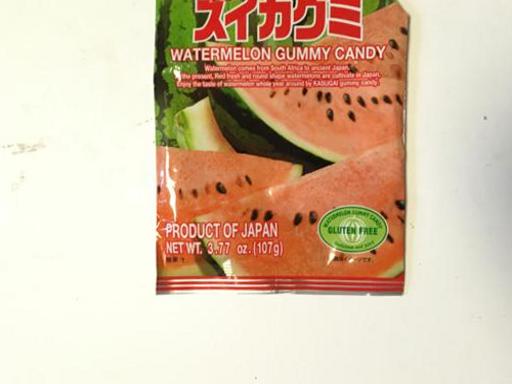 スイカグミ
WATERMELON GUMMY CANDY
Watermelon comes from South Africa to ancient Japan.
the present, Red fresh and round shape watermelons are cultivate in Japan.
Enjoy the taste of watermelon whole year around by KASUGAI gummy candy.
WATERMELON GUMMY CANDY
GLUTEN FREE
PRODUCT OF JAPAN
NET WT. 3.77 oz.(107g)